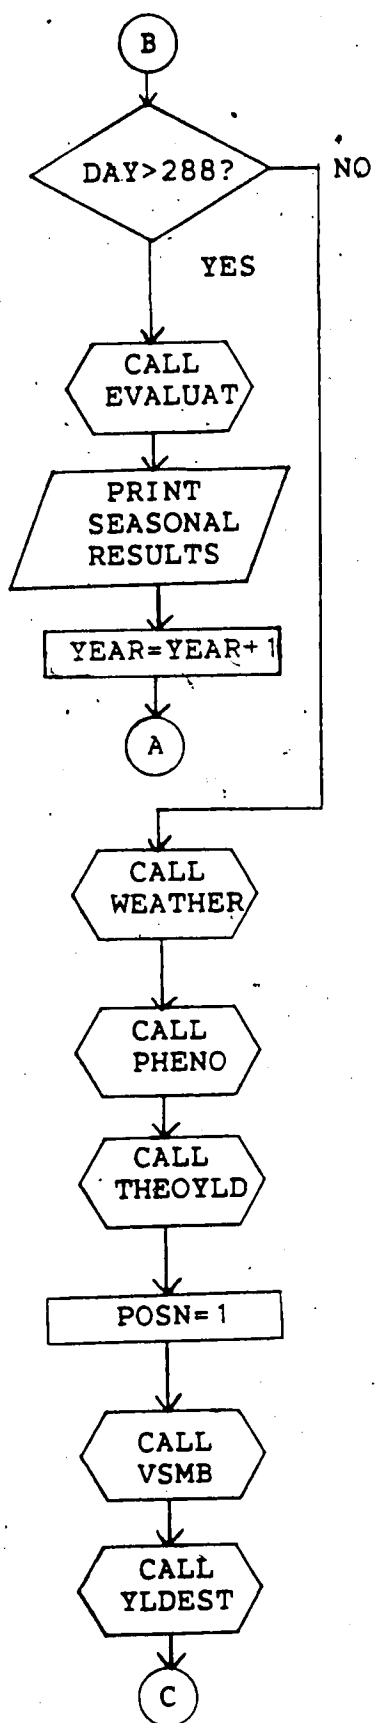 B
DAY>288?
NO
YES
CALL
EVALUAT
PRINT
SEASONAL
RESULTS
YEAR=YEAR+1
A
CALL
WEATHER
CALL
PHENO
CALL
THEOYLD
POSN=1
CALL
VSMB
CALL
YLDEST
C